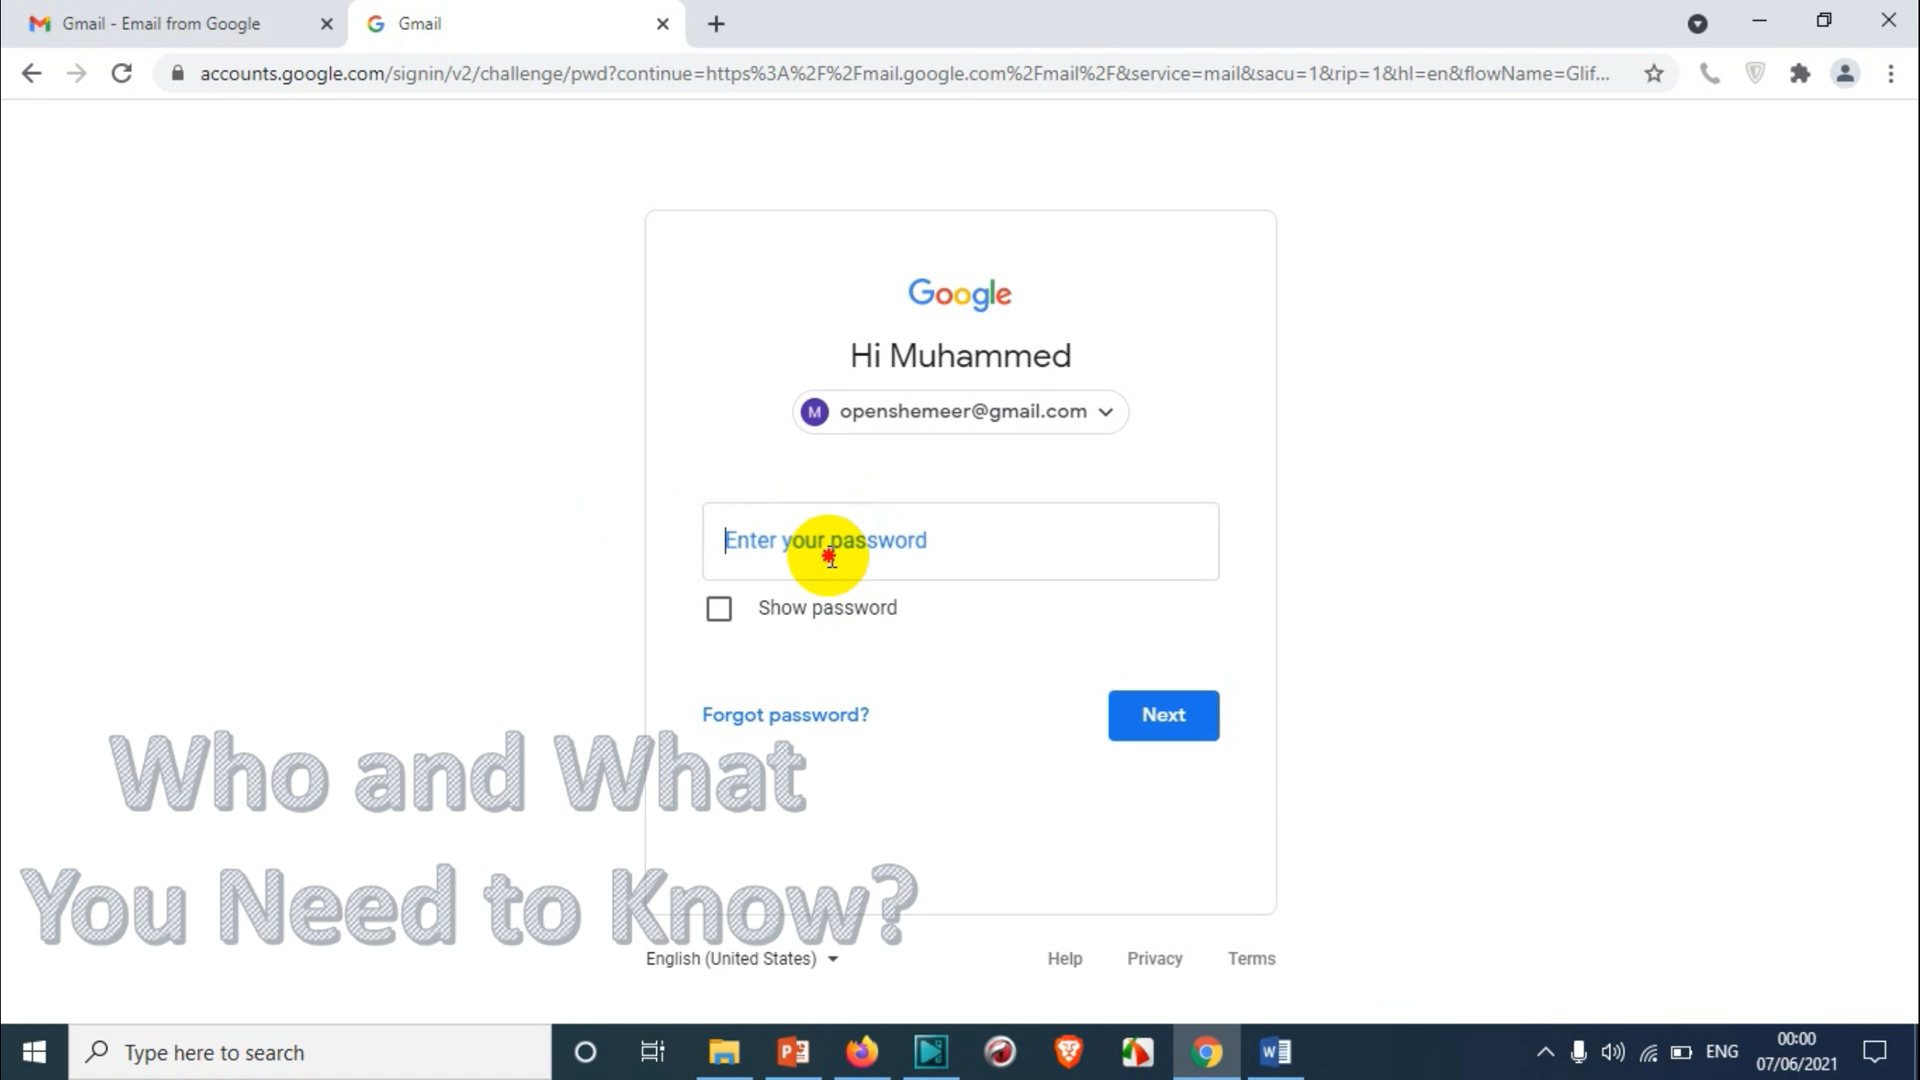 Gmail - Email from Google
Gmail
accounts.google.com/signin/v2/challenge/pwd?continue=https%3A%2F%2Fmail.google.com%2Fmail%2F&service=mail&sacu=1&rip=1&hl=en&flowName=Glif...
Google
Hi Muhammed
M openshemeer@gmail.com
Enter your password
Show password
Forgot password?
Next
Who and What
You Need to Know?
English (United States)
Help Privacy Terms
Type here to search
ENG
00:00
07/06/2021